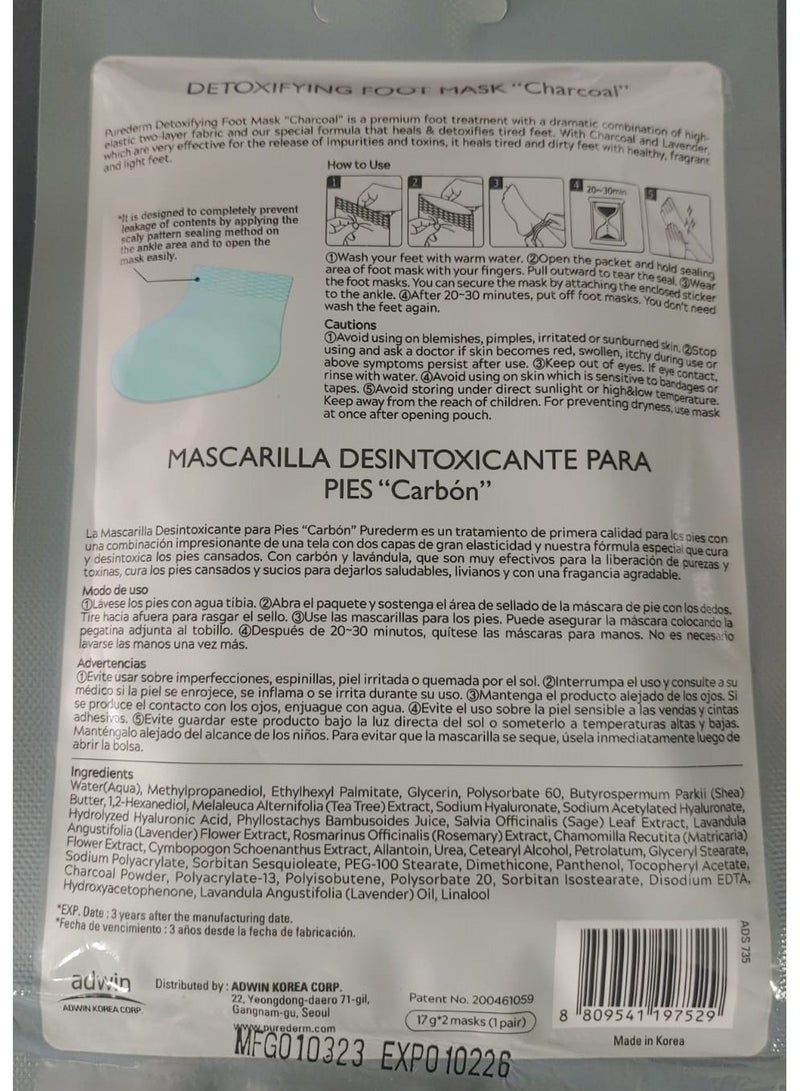 DETOXIFYING FOOT MASK "Charcoal"
Purederm Detoxifying Foot Mask "Charcoal" is a premium foot treatment with a dramatic combination of high-
elastic two-layer fabric and our special formula that heals & detoxifies tired feet. With Charcoal and Lavender,
which are very effective for the release of impurities and toxins, it heals tired and dirty feet with healthy, fragrant
and light feet.
How to Use
1 2 3 4 20~30min 5
*It is designed to completely prevent
leakage of contents by applying the
scaly pattern sealing method on
the ankle area and to open the
mask easily.
①Wash your feet with warm water. ②Open the packet and hold sealing
area of foot mask with your fingers. Pull outward to tear the seal. ③Wear
the foot masks. You can secure the mask by attaching the enclosed sticker
to the ankle. ④After 20~30 minutes, put off foot masks. You don't need
wash the feet again.
Cautions
①Avoid using on blemishes, pimples, irritated or sunburned skin. ②Stop
using and ask a doctor if skin becomes red, swollen, itchy during use or
above symptoms persist after use. ③Keep out of eyes. If eye contact,
rinse with water. ④Avoid using on skin which is sensitive to bandages or
tapes. ⑤Avoid storing under direct sunlight or high&low temperature.
Keep away from the reach of children. For preventing dryness, use mask
at once after opening pouch.
MASCARILLA DESINTOXICANTE PARA
PIES "Carbón"
La Mascarilla Desintoxicante para Pies "Carbón" Purederm es un tratamiento de primera calidad para los pies con
una combinación impresionante de una tela con dos capas de gran elasticidad y nuestra fórmula especial que cura
y desintoxica los pies cansados. Con carbón y lavándula, que son muy efectivos para la liberación de purezas y
toxinas, cura los pies cansados y sucios para dejarlos saludables, livianos y con una fragancia agradable.
Modo de uso
①Lávese los pies con agua tibia. ②Abra el paquete y sostenga el área de sellado de la máscara de pie con los dedos.
Tire hacia afuera para rasgar el sello. ③Use las mascarillas para los pies. Puede asegurar la máscara colocando la
pegatina adjunta al tobillo. ④Después de 20~30 minutos, quítese las máscaras para manos. No es necesario
lavarse las manos una vez más.
Advertencias
①Evite usar sobre imperfecciones, espinillas, piel irritada o quemada por el sol. ②Interrumpa el uso y consulte a su
médico si la piel se enrojece, se inflama o se irrita durante su uso. ③Mantenga el producto alejado de los ojos. Si
se produce el contacto con los ojos, enjuague con agua. ④Evite el uso sobre la piel sensible a las vendas y cintas
adhesivas. ⑤Evite guardar este producto bajo la luz directa del sol o someterlo a temperaturas altas y bajas.
Manténgalo alejado del alcance de los niños. Para evitar que la mascarilla se seque, úsela inmediatamente luego de
abrir la bolsa.
Ingredients
Water(Aqua), Methylpropanediol, Ethylhexyl Palmitate, Glycerin, Polysorbate 60, Butyrospermum Parkii (Shea)
Butter, 1,2-Hexanediol, Melaleuca Alternifolia (Tea Tree) Extract, Sodium Hyaluronate, Sodium Acetylated Hyaluronate,
Hydrolyzed Hyaluronic Acid, Phyllostachys Bambusoides Juice, Salvia Officinalis (Sage) Leaf Extract, Lavandula
Angustifolia (Lavender) Flower Extract, Rosmarinus Officinalis (Rosemary) Extract, Chamomilla Recutita (Matricaria)
Flower Extract, Cymbopogon Schoenanthus Extract, Allantoin, Urea, Cetearyl Alcohol, Petrolatum, Glyceryl Stearate,
Sodium Polyacrylate, Sorbitan Sesquioleate, PEG-100 Stearate, Dimethicone, Panthenol, Tocopheryl Acetate,
Charcoal Powder, Polyacrylate-13, Polyisobutene, Polysorbate 20, Sorbitan Isostearate, Disodium EDTA,
Hydroxyacetophenone, Lavandula Angustifolia (Lavender) Oil, Linalool
*EXP. Date : 3 years after the manufacturing date.
*Fecha de vencimiento : 3 años desde la fecha de fabricación.
ADS 735
adwin
ADWIN KOREA CORP.
Distributed by : ADWIN KOREA CORP.
22, Yeongdong-daero 71-gil,
Gangnam-gu, Seoul
www.purederm.com
Patent No. 200461059
17g*2 masks (1 pair)
8 809541 197529
Made in Korea
MFG010323 EXP010226